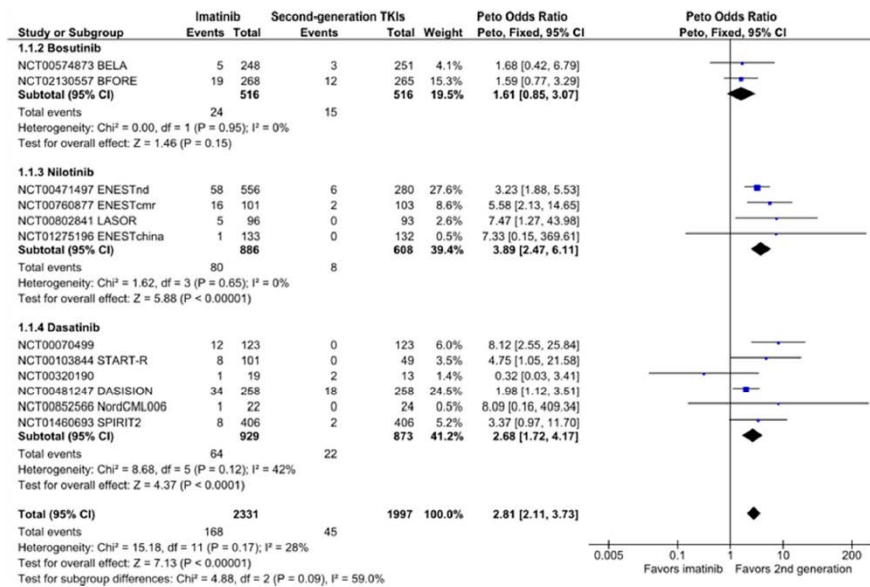 Imatinib Second-generation TKIs Peto Odds Ratio Peto Odds Ratio
Study or Subgroup Events Total Events Total Weight Peto, Fixed, 95% CI Peto, Fixed, 95% CI
1.1.2 Bosutinib
NCT00574873 BELA 5 248 3 251 4.1% 1.68 [0.42, 6.79]
NCT02130557 BFORE 19 268 12 265 15.3% 1.59 [0.77, 3.29]
Subtotal (95% CI) 516 516 19.5% 1.61 [0.85, 3.07]
Total events 24 15
Heterogeneity: Chi² = 0.00, df = 1 (P = 0.95); I² = 0%
Test for overall effect: Z = 1.46 (P = 0.15)
1.1.3 Nilotinib
NCT00471497 ENESTnd 58 556 6 280 27.6% 3.23 [1.88, 5.53]
NCT00760877 ENESTcmr 16 101 2 103 8.6% 5.58 [2.13, 14.65]
NCT00802841 LASOR 5 96 0 93 2.6% 7.47 [1.27, 43.98]
NCT01275196 ENESTchina 1 133 0 132 0.5% 7.33 [0.15, 369.61]
Subtotal (95% CI) 886 608 39.4% 3.89 [2.47, 6.11]
Total events 80 8
Heterogeneity: Chi² = 1.62, df = 3 (P = 0.65); I² = 0%
Test for overall effect: Z = 5.88 (P < 0.00001)
1.1.4 Dasatinib
NCT00070499 12 123 0 123 6.0% 8.12 [2.55, 25.84]
NCT00103844 START-R 8 101 0 49 3.5% 4.75 [1.05, 21.58]
NCT00320190 1 19 2 13 1.4% 0.32 [0.03, 3.41]
NCT00481247 DASISION 34 258 18 258 24.5% 1.98 [1.12, 3.51]
NCT00852566 NordCML006 1 22 0 24 0.5% 8.09 [0.16, 409.34]
NCT01460693 SPIRIT2 8 406 2 406 5.2% 3.37 [0.97, 11.70]
Subtotal (95% CI) 929 873 41.2% 2.68 [1.72, 4.17]
Total events 64 22
Heterogeneity: Chi² = 8.68, df = 5 (P = 0.12); I² = 42%
Test for overall effect: Z = 4.37 (P < 0.0001)
Total (95% CI) 2331 1997 100.0% 2.81 [2.11, 3.73]
Total events 168 45
Heterogeneity: Chi² = 15.18, df = 11 (P = 0.17); I² = 28%
Test for overall effect: Z = 7.13 (P < 0.00001)
Test for subgroup differences: Chi² = 4.88, df = 2 (P = 0.09), I² = 59.0%
0.005 0.1 1 10 200
Favors imatinib Favors 2nd generation